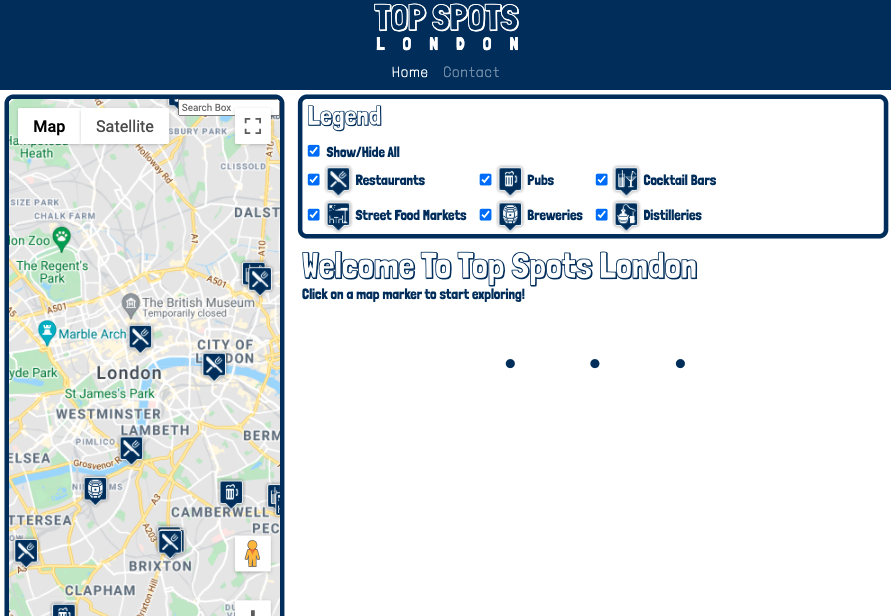 TOP SPOTS
LONDON
Home Contact
Search Box
Map Satellite
Hampstead
Heath
SBURY PARK
Holloway Rd
CLISSOLD
SIZE PARK
CHALK FARM
DALST
lon Zoo
A1
A10
The Regent's
Park
A501
A501
The British Museum
Temporarily closed
Marble Arch
CITY OF
LONDON
yde Park
London
St James's Park
WESTMINSTER
LAMBETH
BERM
PIMLICO
ELSEA
Grosvenor R
A3
TTERSEA
CAMBERWELL
PEC
A203
BRIXTON
CLAPHAM
Brixton Hill
Legend
Show/Hide All
Restaurants Pubs Cocktail Bars
Street Food Markets Breweries Distilleries
Welcome To Top Spots London
Click on a map marker to start exploring!